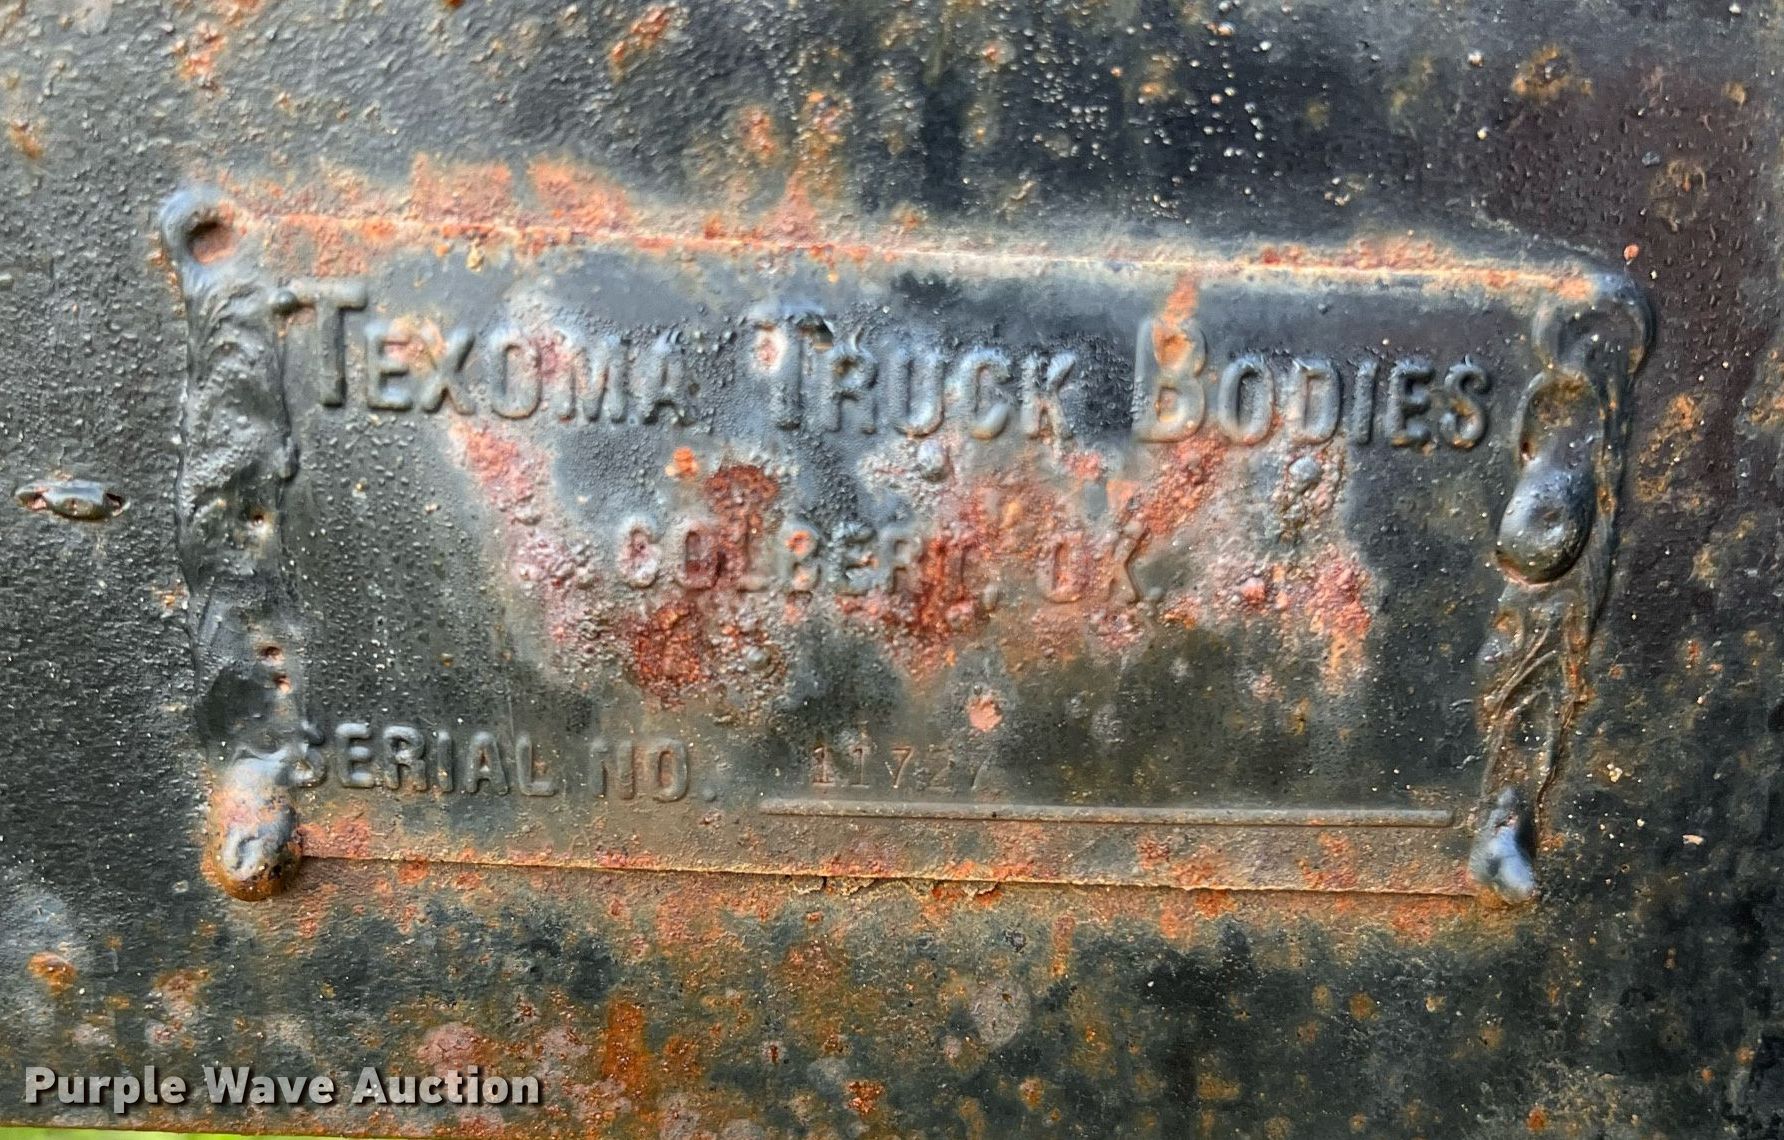 TEXOMA TRUCK BODIES
COLBERT, OK.
SERIAL NO. 11727
Purple Wave Auction